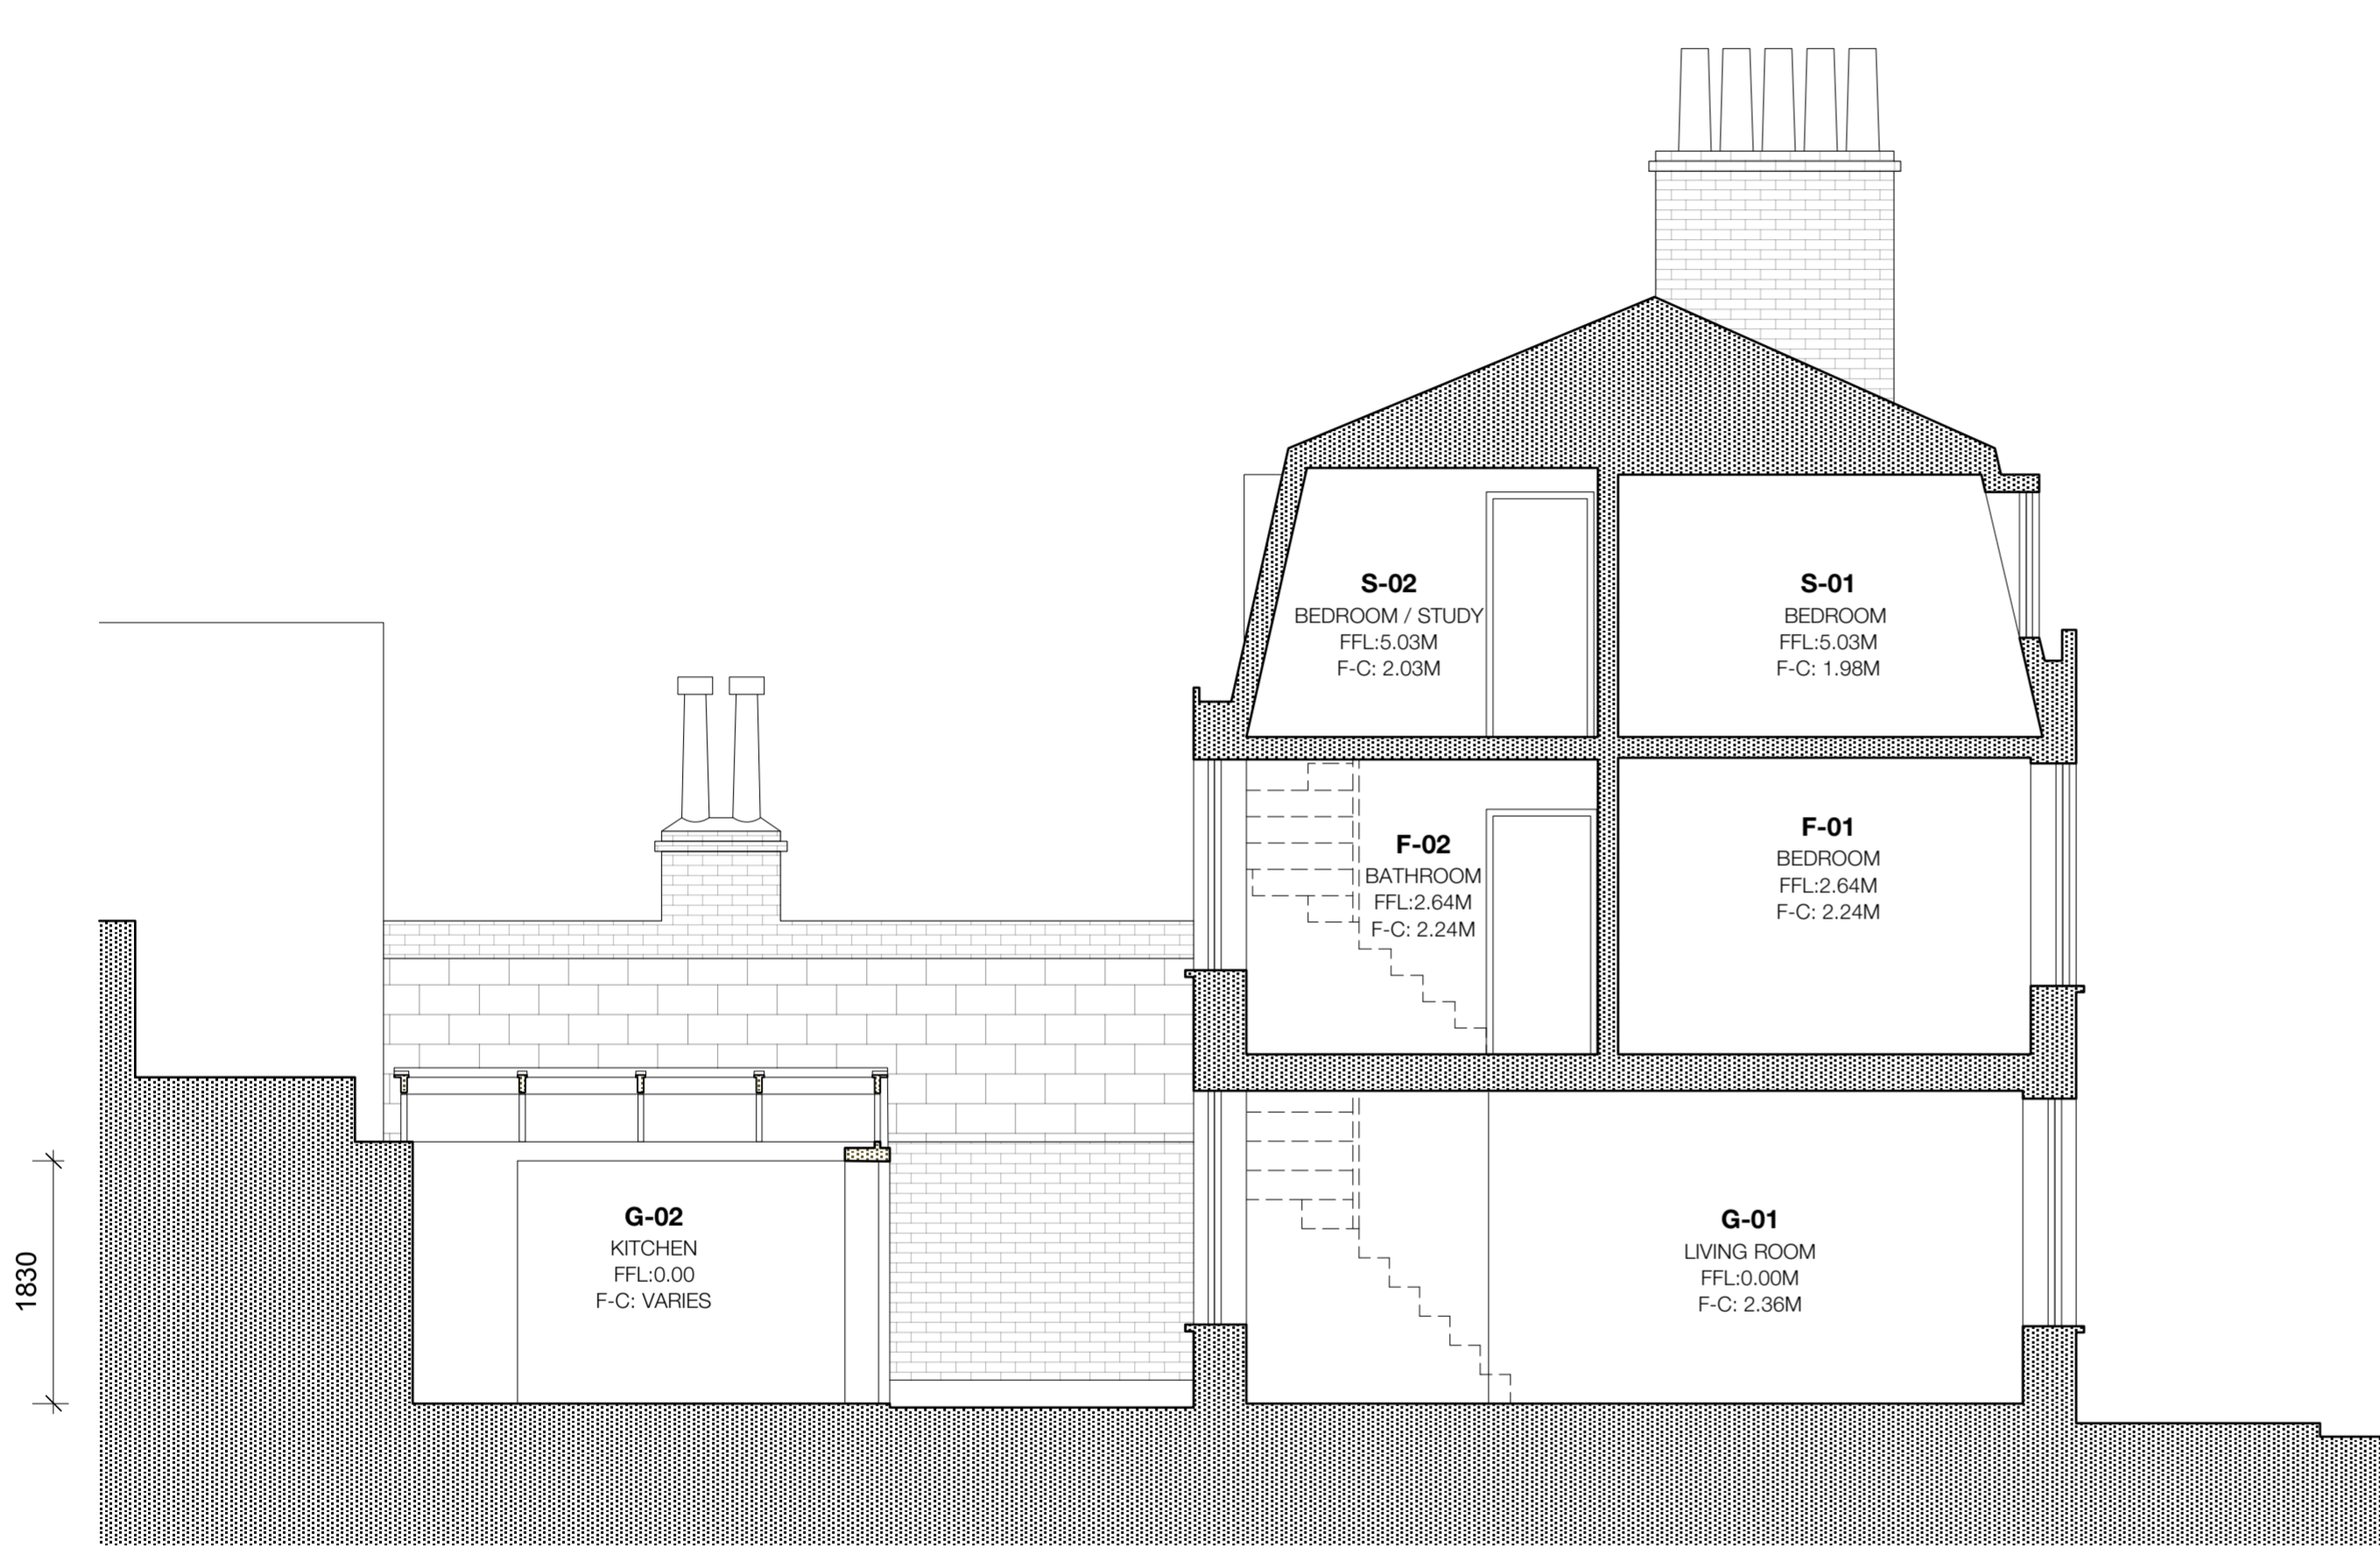 S-02
BEDROOM / STUDY
FFL:5.03M
F-C: 2.03M
S-01
BEDROOM
FFL:5.03M
F-C: 1.98M
F-02
BATHROOM
FFL:2.64M
F-C: 2.24M
F-01
BEDROOM
FFL:2.64M
F-C: 2.24M
G-02
KITCHEN
FFL:0.00
F-C: VARIES
G-01
LIVING ROOM
FFL:0.00M
F-C: 2.36M
1830